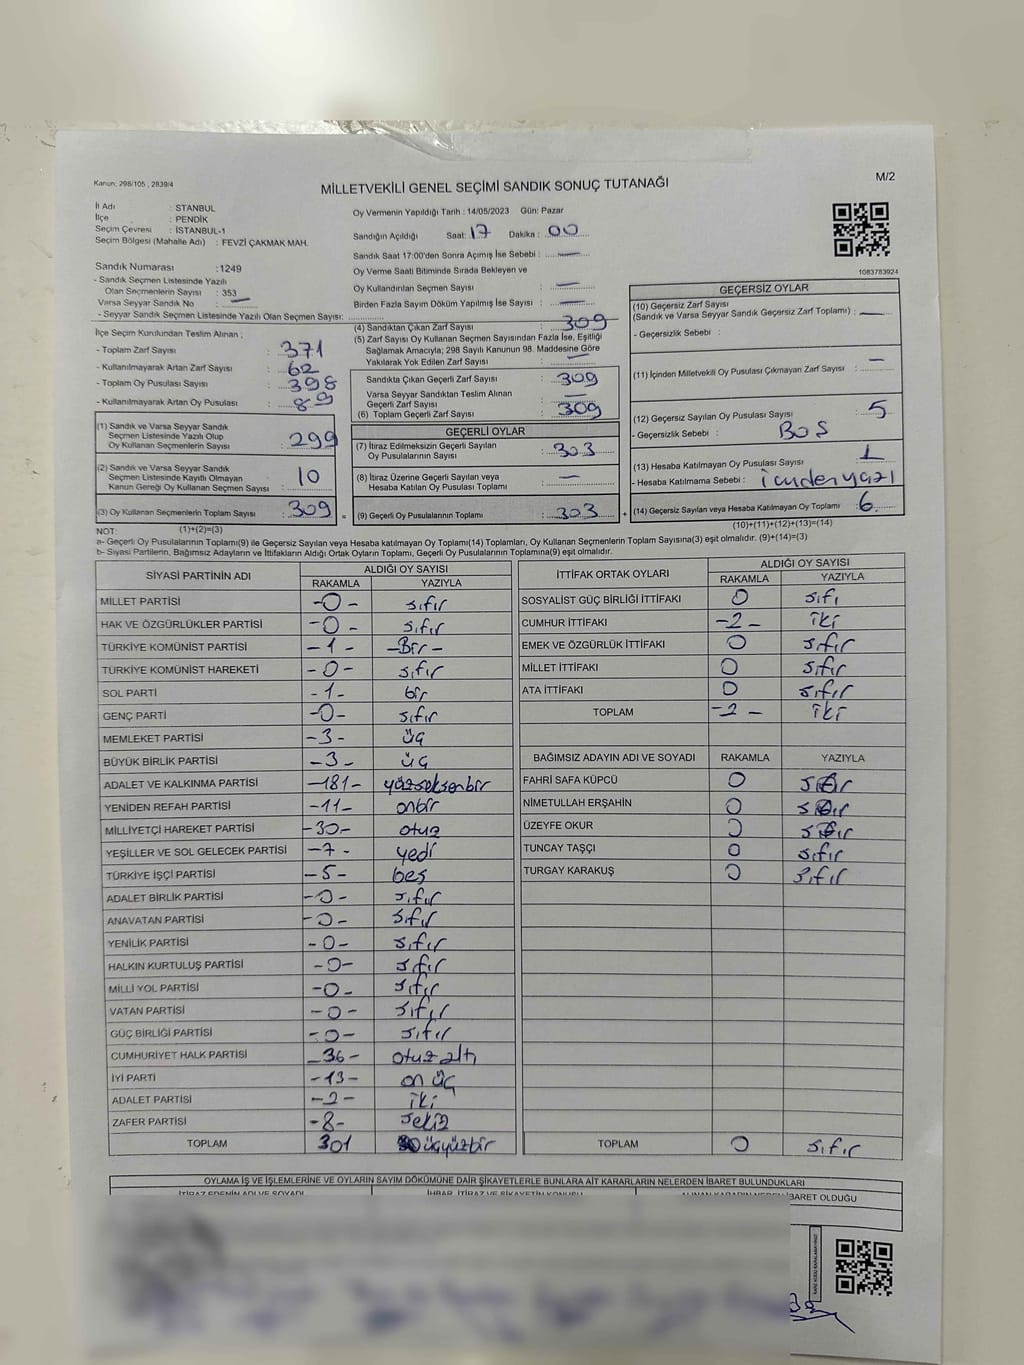 Kanun: 298/105 , 2839/4
M/2
MİLLETVEKİLİ GENEL SEÇİMİ SANDIK SONUÇ TUTANAĞI
İl Adı : STANBUL
İlçe : PENDİK
Seçim Çevresi : İSTANBUL-1
Seçim Bölgesi (Mahalle Adı) : FEVZİ ÇAKMAK MAH.
Sandık Numarası :1249
- Sandık Seçmen Listesinde Yazılı
Olan Seçmenlerin Sayısı : 353
Varsa Seyyar Sandık No : —
- Seyyar Sandık Seçmen Listesinde Yazılı Olan Seçmen Sayısı:
Oy Vermenin Yapıldığı Tarih : 14/05/2023 Gün: Pazar
Sandığın Açıldığı Saat: 17 Dakika : 00
Sandık Saat 17:00'den Sonra Açımış İse Sebebi : —
Oy Verme Saati Bitiminde Sırada Bekleyen ve
Oy Kullandırılan Seçmen Sayısı : —
Birden Fazla Sayım Döküm Yapılmış İse Sayısı : —
1083783924
İlçe Seçim Kurulundan Teslim Alınan ;
- Toplam Zarf Sayısı : 371
- Kullanılmayarak Artan Zarf Sayısı : 62
- Toplam Oy Pusulası Sayısı : 398
- Kullanılmayarak Artan Oy Pusulası : 89
(4) Sandıktan Çıkan Zarf Sayısı : 309
(5) Zarf Sayısı Oy Kullanan Seçmen Sayısından Fazla İse, Eşitliği
Sağlamak Amacıyla; 298 Sayılı Kanunun 98. Maddesine Göre
Yakılarak Yok Edilen Zarf Sayısı : —
Sandıkta Çıkan Geçerli Zarf Sayısı : 309
Varsa Seyyar Sandıktan Teslim Alınan
Geçerli Zarf Sayısı : —
(6) Toplam Geçerli Zarf Sayısı : 309
GEÇERSİZ OYLAR
(10) Geçersiz Zarf Sayısı
(Sandık ve Varsa Seyyar Sandık Geçersiz Zarf Toplamı) : —
- Geçersizlik Sebebi :
(11) İçinden Milletvekili Oy Pusulası Çıkmayan Zarf Sayısı : —
(12) Geçersiz Sayılan Oy Pusulası Sayısı : 5
- Geçersizlik Sebebi : BOS
(13) Hesaba Katılmayan Oy Pusulası Sayısı : 1
- Hesaba Katılmama Sebebi :
(14) Geçersiz Sayılan veya Hesaba Katılmayan Oy Toplamı : 6
(10)+(11)+(12)+(13)=(14)
(1) Sandık ve Varsa Seyyar Sandık
Seçmen Listesinde Yazılı Olup
Oy Kullanan Seçmenlerin Sayısı : 299
(2) Sandık ve Varsa Seyyar Sandık
Seçmen Listesinde Kayıtlı Olmayan
Kanun Gereği Oy Kullanan Seçmen Sayısı : 10
(3) Oy Kullanan Seçmenlerin Toplam Sayısı : 309
(1)+(2)=(3)
GEÇERLİ OYLAR
(7) İtiraz Edilmeksizin Geçerli Sayılan
Oy Pusulalarının Sayısı : 303
(8) İtiraz Üzerine Geçerli Sayılan veya
Hesaba Katılan Oy Pusulası Toplamı : —
(9) Geçerli Oy Pusulalarının Toplamı : 303
NOT:
a- Geçerli Oy Pusulalarının Toplamı(9) ile Geçersiz Sayılan veya Hesaba katılmayan Oy Toplamı(14) Toplamları, Oy Kullanan Seçmenlerin Toplam Sayısına(3) eşit olmalıdır. (9)+(14)=(3)
b- Siyasi Partilerin, Bağımsız Adayların ve İttifakların Aldığı Ortak Oyların Toplamı, Geçerli Oy Pusulalarının Toplamına(9) eşit olmalıdır.
SİYASİ PARTİNİN ADI ALDIĞI OY SAYISI
RAKAMLA YAZIYLA
MİLLET PARTİSİ -0- sıfır
HAK VE ÖZGÜRLÜKLER PARTİSİ -0- sıfır
TÜRKİYE KOMÜNİST PARTİSİ -1- -Bir-
TÜRKİYE KOMÜNİST HAREKETİ -0- sıfır
SOL PARTİ -1- bir
GENÇ PARTİ -0- sıfır
MEMLEKET PARTİSİ -3- üç
BÜYÜK BİRLİK PARTİSİ -3- üç
ADALET VE KALKINMA PARTİSİ -181- yüzseksenbir
YENİDEN REFAH PARTİSİ -11- onbir
MİLLİYETÇİ HAREKET PARTİSİ -30- otuz
YEŞİLLER VE SOL GELECEK PARTİSİ -7- yedi
TÜRKİYE İŞÇİ PARTİSİ -5- beş
ADALET BİRLİK PARTİSİ -0- sıfır
ANAVATAN PARTİSİ -0- sıfır
YENİLİK PARTİSİ -0- sıfır
HALKIN KURTULUŞ PARTİSİ -0- sıfır
MİLLİ YOL PARTİSİ -0- sıfır
VATAN PARTİSİ -0- sıfır
GÜÇ BİRLİĞİ PARTİSİ -0- sıfır
CUMHURİYET HALK PARTİSİ -36- otuz altı
İYİ PARTİ -13- on üç
ADALET PARTİSİ -2- iki
ZAFER PARTİSİ -8- sekiz
TOPLAM 301 üçyüzbir
İTTİFAK ORTAK OYLARI ALDIĞI OY SAYISI
RAKAMLA YAZIYLA
SOSYALİST GÜÇ BİRLİĞİ İTTİFAKI 0 sıfı
CUMHUR İTTİFAKI -2- iki
EMEK VE ÖZGÜRLÜK İTTİFAKI 0 sıfır
MİLLET İTTİFAKI 0 sıfır
ATA İTTİFAKI 0 sıfır
TOPLAM -2- iki
BAĞIMSIZ ADAYIN ADI VE SOYADI RAKAMLA YAZIYLA
FAHRİ SAFA KÜPCÜ 0 sıfır
NİMETULLAH ERŞAHİN 0 sıfır
ÜZEYFE OKUR 0 sıfır
TUNCAY TAŞÇI 0 sıfır
TURGAY KARAKUŞ 0 sıfır
TOPLAM 0 sıfır
OYLAMA İŞ VE İŞLEMLERİNE VE OYLARIN SAYIM DÖKÜMÜNE DAİR ŞİKAYETLERLE BUNLARA AİT KARARLARIN NELERDEN İBARET BULUNDUKLARI
İTİRAZ EDENİN ADI VE SOYADI İHBAR, İTİRAZ VE ŞİKAYETİN KONUSU ALINAN KARARIN NEDEN İBARET OLDUĞU